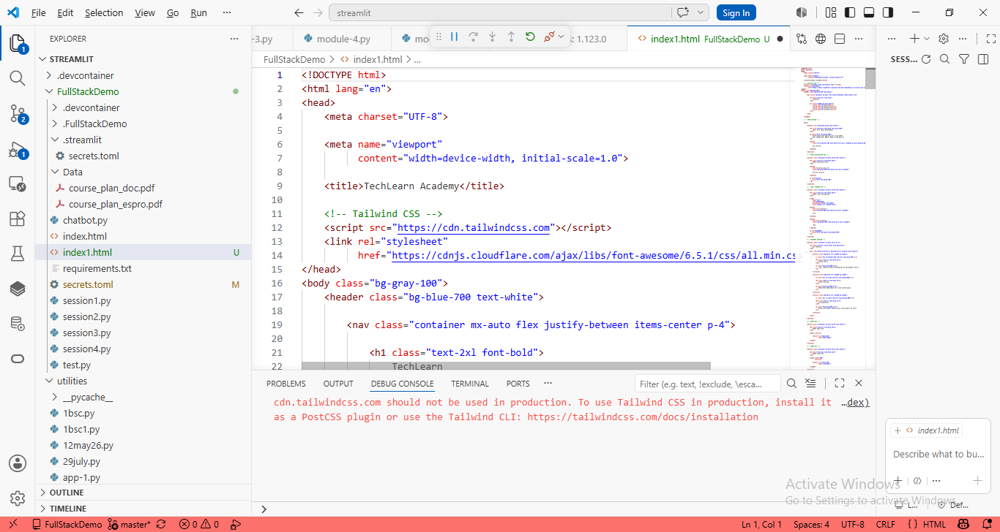 File Edit Selection View Go Run ··· streamlit Sign In
EXPLORER ···
STREAMLIT
.devcontainer
FullStackDemo
.devcontainer
.FullStackDemo
.streamlit
secrets.toml
Data
course_plan_doc.pdf
course_plan_espro.pdf
chatbot.py
index.html
index1.html U
requirements.txt
secrets.toml M
session1.py
session2.py
session3.py
session4.py
test.py
utilities
__pycache__
1bsc.py
1bsc1.py
12may26.py
29july.py
app-1.py
OUTLINE
TIMELINE
1
2
1
-3.py module-4.py mo s: 1.123.0 index1.html FullStackDemo U
FullStackDemo > index1.html > ...
1 <!DOCTYPE html>
2 <html lang="en">
3 <head>
4 <meta charset="UTF-8">
5
6 <meta name="viewport"
7 content="width=device-width, initial-scale=1.0">
8
9 <title>TechLearn Academy</title>
10
11 <!-- Tailwind CSS -->
12 <script src="https://cdn.tailwindcss.com"></script>
13 <link rel="stylesheet"
14 href="https://cdnjs.cloudflare.com/ajax/libs/font-awesome/6.5.1/css/all.min.css"
15 </head>
16 <body class="bg-gray-100">
17 <header class="bg-blue-700 text-white">
18
19 <nav class="container mx-auto flex justify-between items-center p-4">
20
21 <h1 class="text-2xl font-bold">
22 TechLearn
PROBLEMS OUTPUT DEBUG CONSOLE TERMINAL PORTS ··· Filter (e.g. text, !exclude, \esca...
cdn.tailwindcss.com should not be used in production. To use Tailwind CSS in production, install it …dex)
as a PostCSS plugin or use the Tailwind CLI: https://tailwindcss.com/docs/installation
SESS...
index1.html
Describe what to bu...
L... Def...
Activate Windows
Go to Settings to activate Windows.
FullStackDemo master* 0 0 Ln 1, Col 1 Spaces: 4 UTF-8 CRLF {} HTML